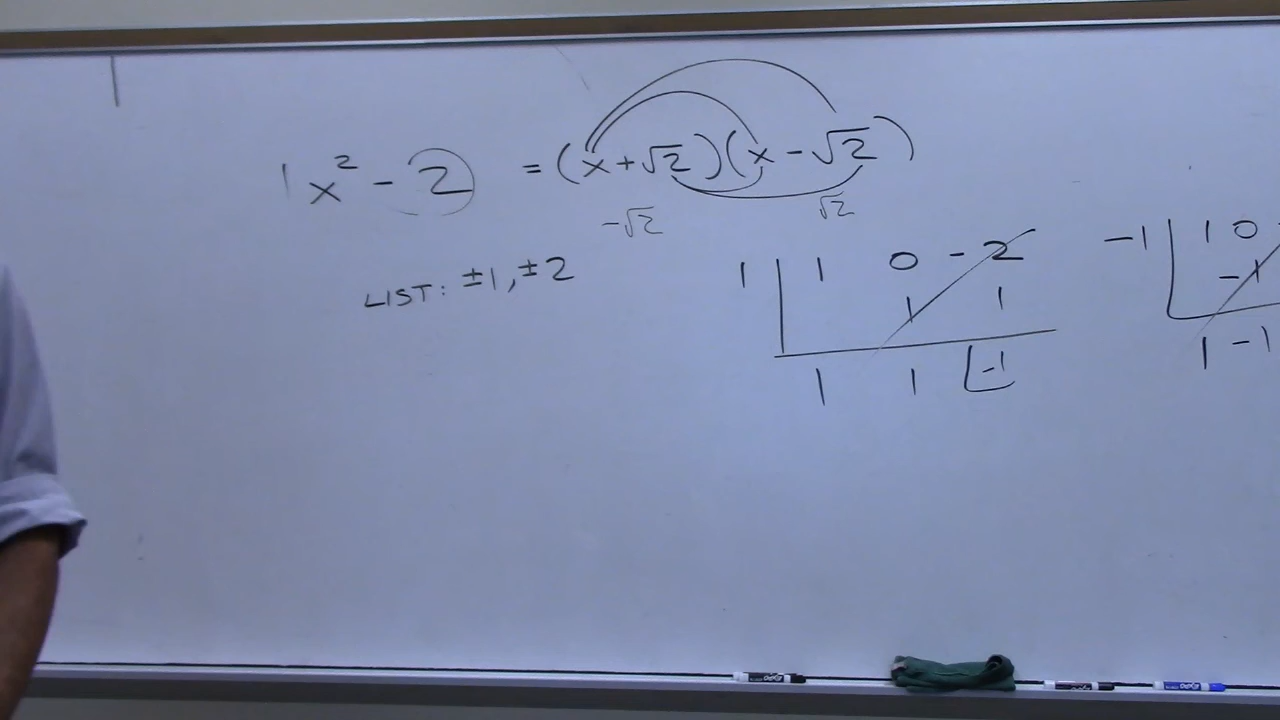 1x² - 2 = (x + √2)(x - √2)
-√2 √2
LIST: ±1, ±2
1 | 1 0 -2
1 1
1 1 -1
-1 | 1 0
-1
1 -1